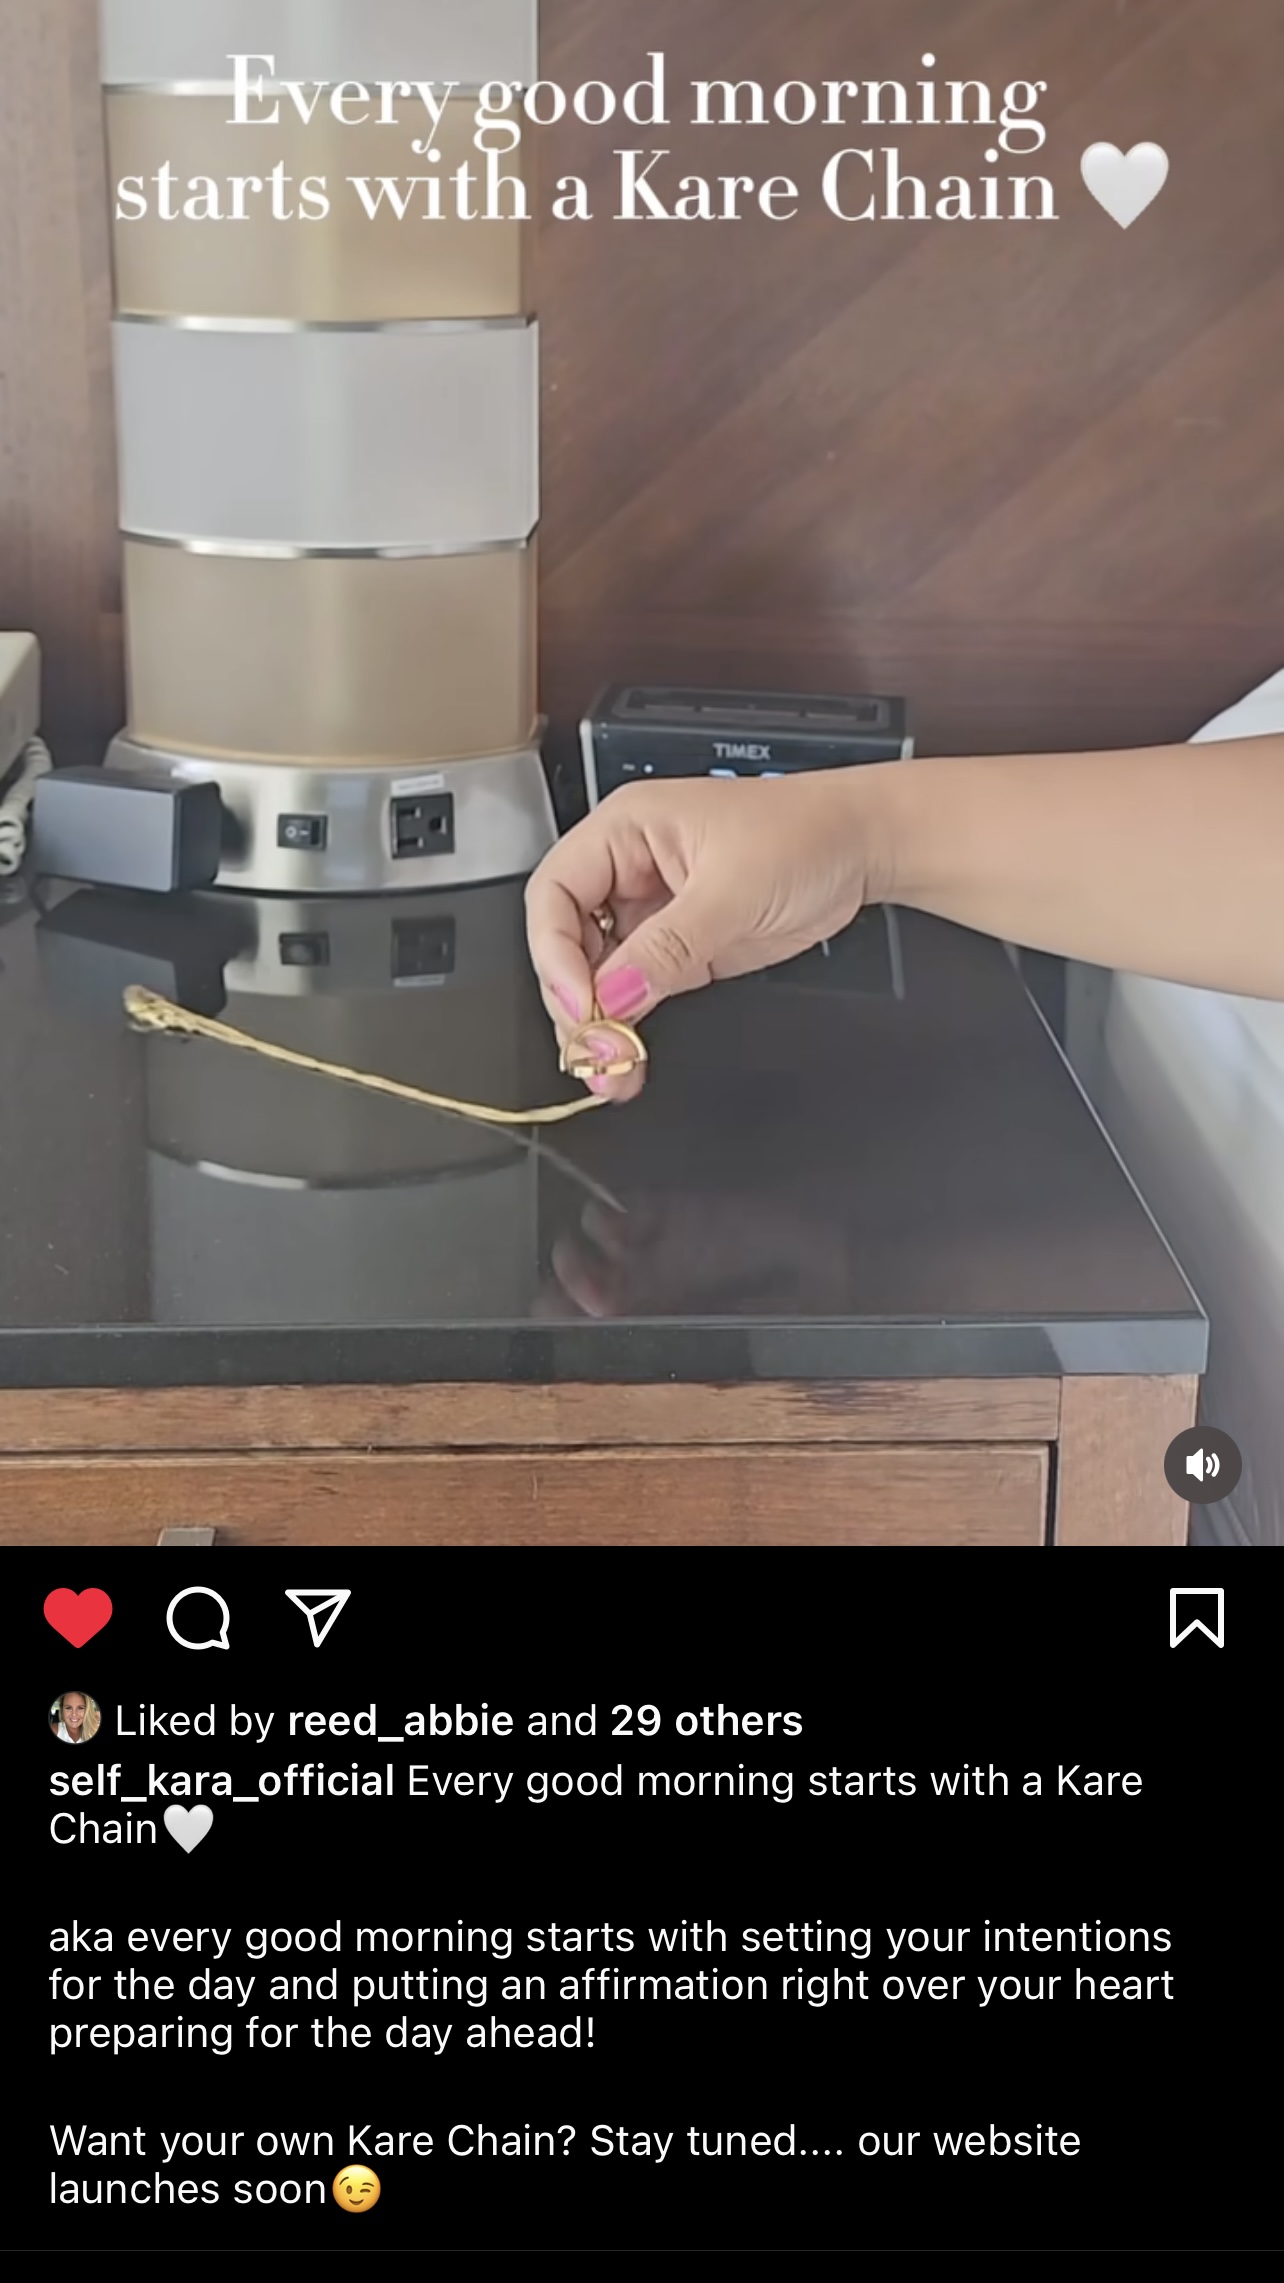 Every good morning
starts with a Kare Chain 🤍
TIMEX
Liked by reed_abbie and 29 others
self_kara_official Every good morning starts with a Kare
Chain🤍
aka every good morning starts with setting your intentions
for the day and putting an affirmation right over your heart
preparing for the day ahead!
Want your own Kare Chain? Stay tuned.... our website
launches soon😉